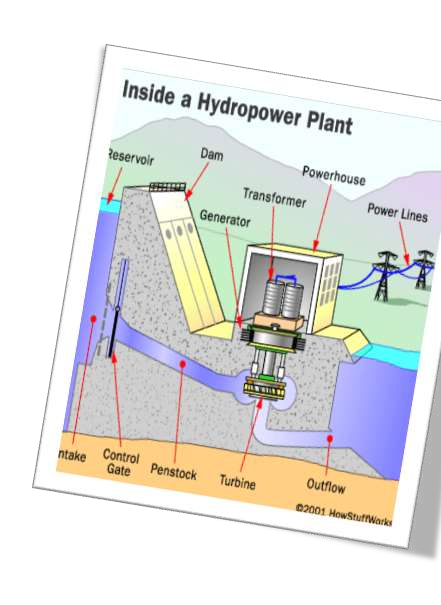 Inside a Hydropower Plant
Reservoir
Dam
Powerhouse
Transformer
Generator
Power Lines
ntake
Control
Gate
Penstock
Turbine
Outflow
©2001 HowStuffWorks